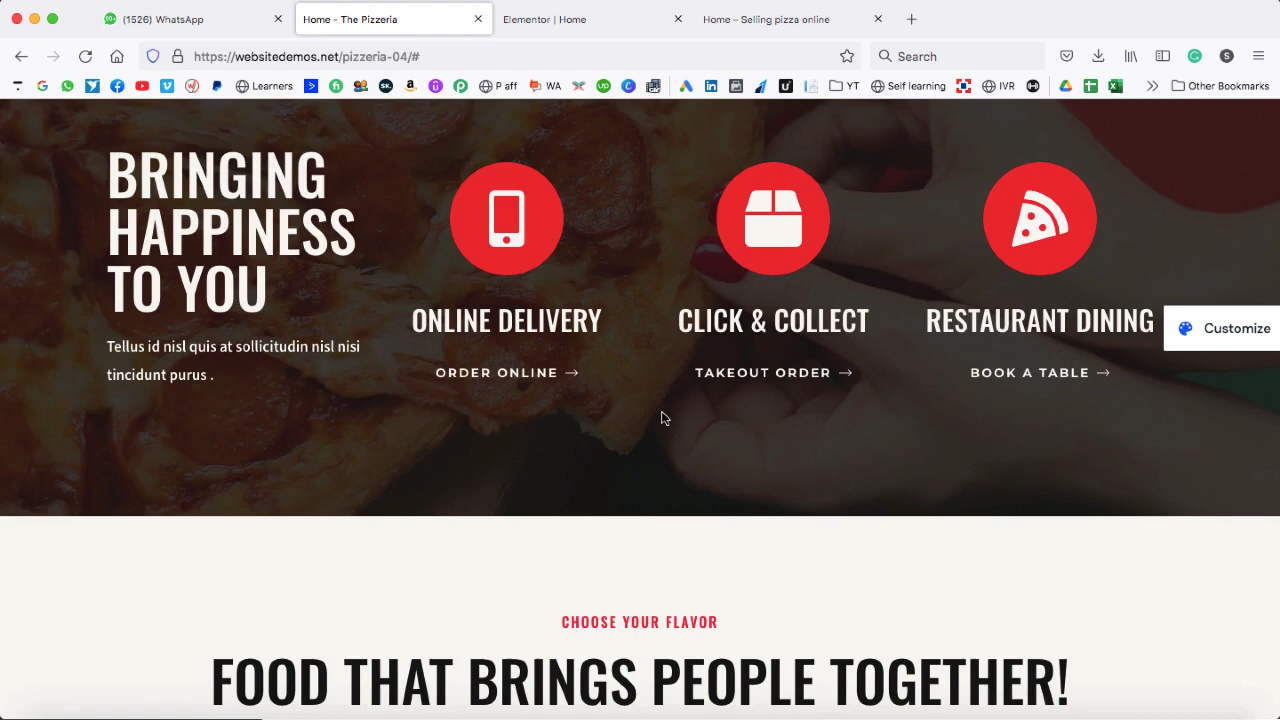 (1526) WhatsApp
Home - The Pizzeria
Elementor | Home
Home – Selling pizza online
https://websitedemos.net/pizzeria-04/#
Search
Learners
P aff
WA
YT
Self learning
IVR
Other Bookmarks
BRINGING
HAPPINESS
TO YOU
Tellus id nisl quis at sollicitudin nisl nisi
tincidunt purus .
ONLINE DELIVERY
ORDER ONLINE →
CLICK & COLLECT
TAKEOUT ORDER →
RESTAURANT DINING
BOOK A TABLE →
Customize
CHOOSE YOUR FLAVOR
FOOD THAT BRINGS PEOPLE TOGETHER!